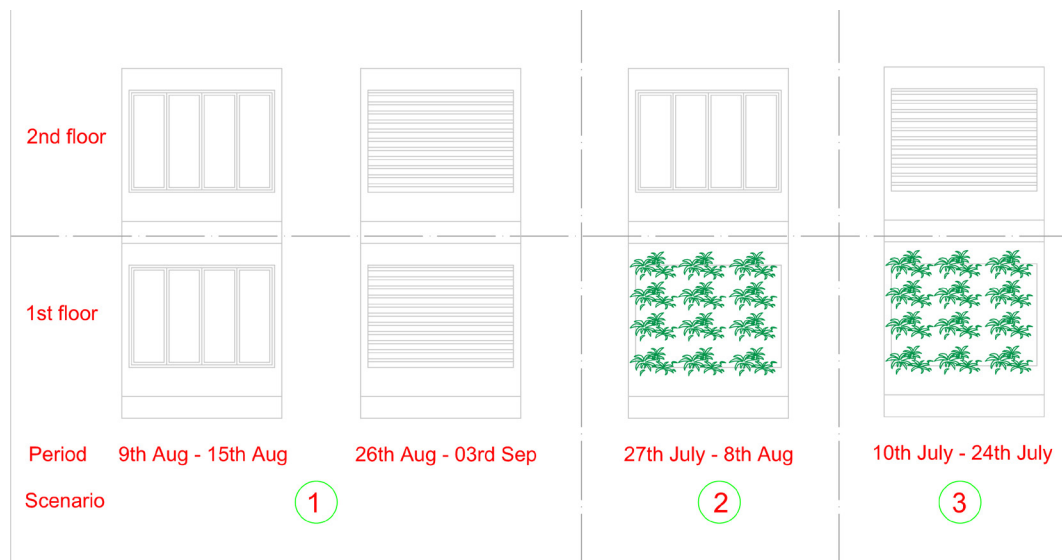 2nd floor
1st floor
Period 9th Aug - 15th Aug 26th Aug - 03rd Sep 27th July - 8th Aug 10th July - 24th July
Scenario 1 2 3